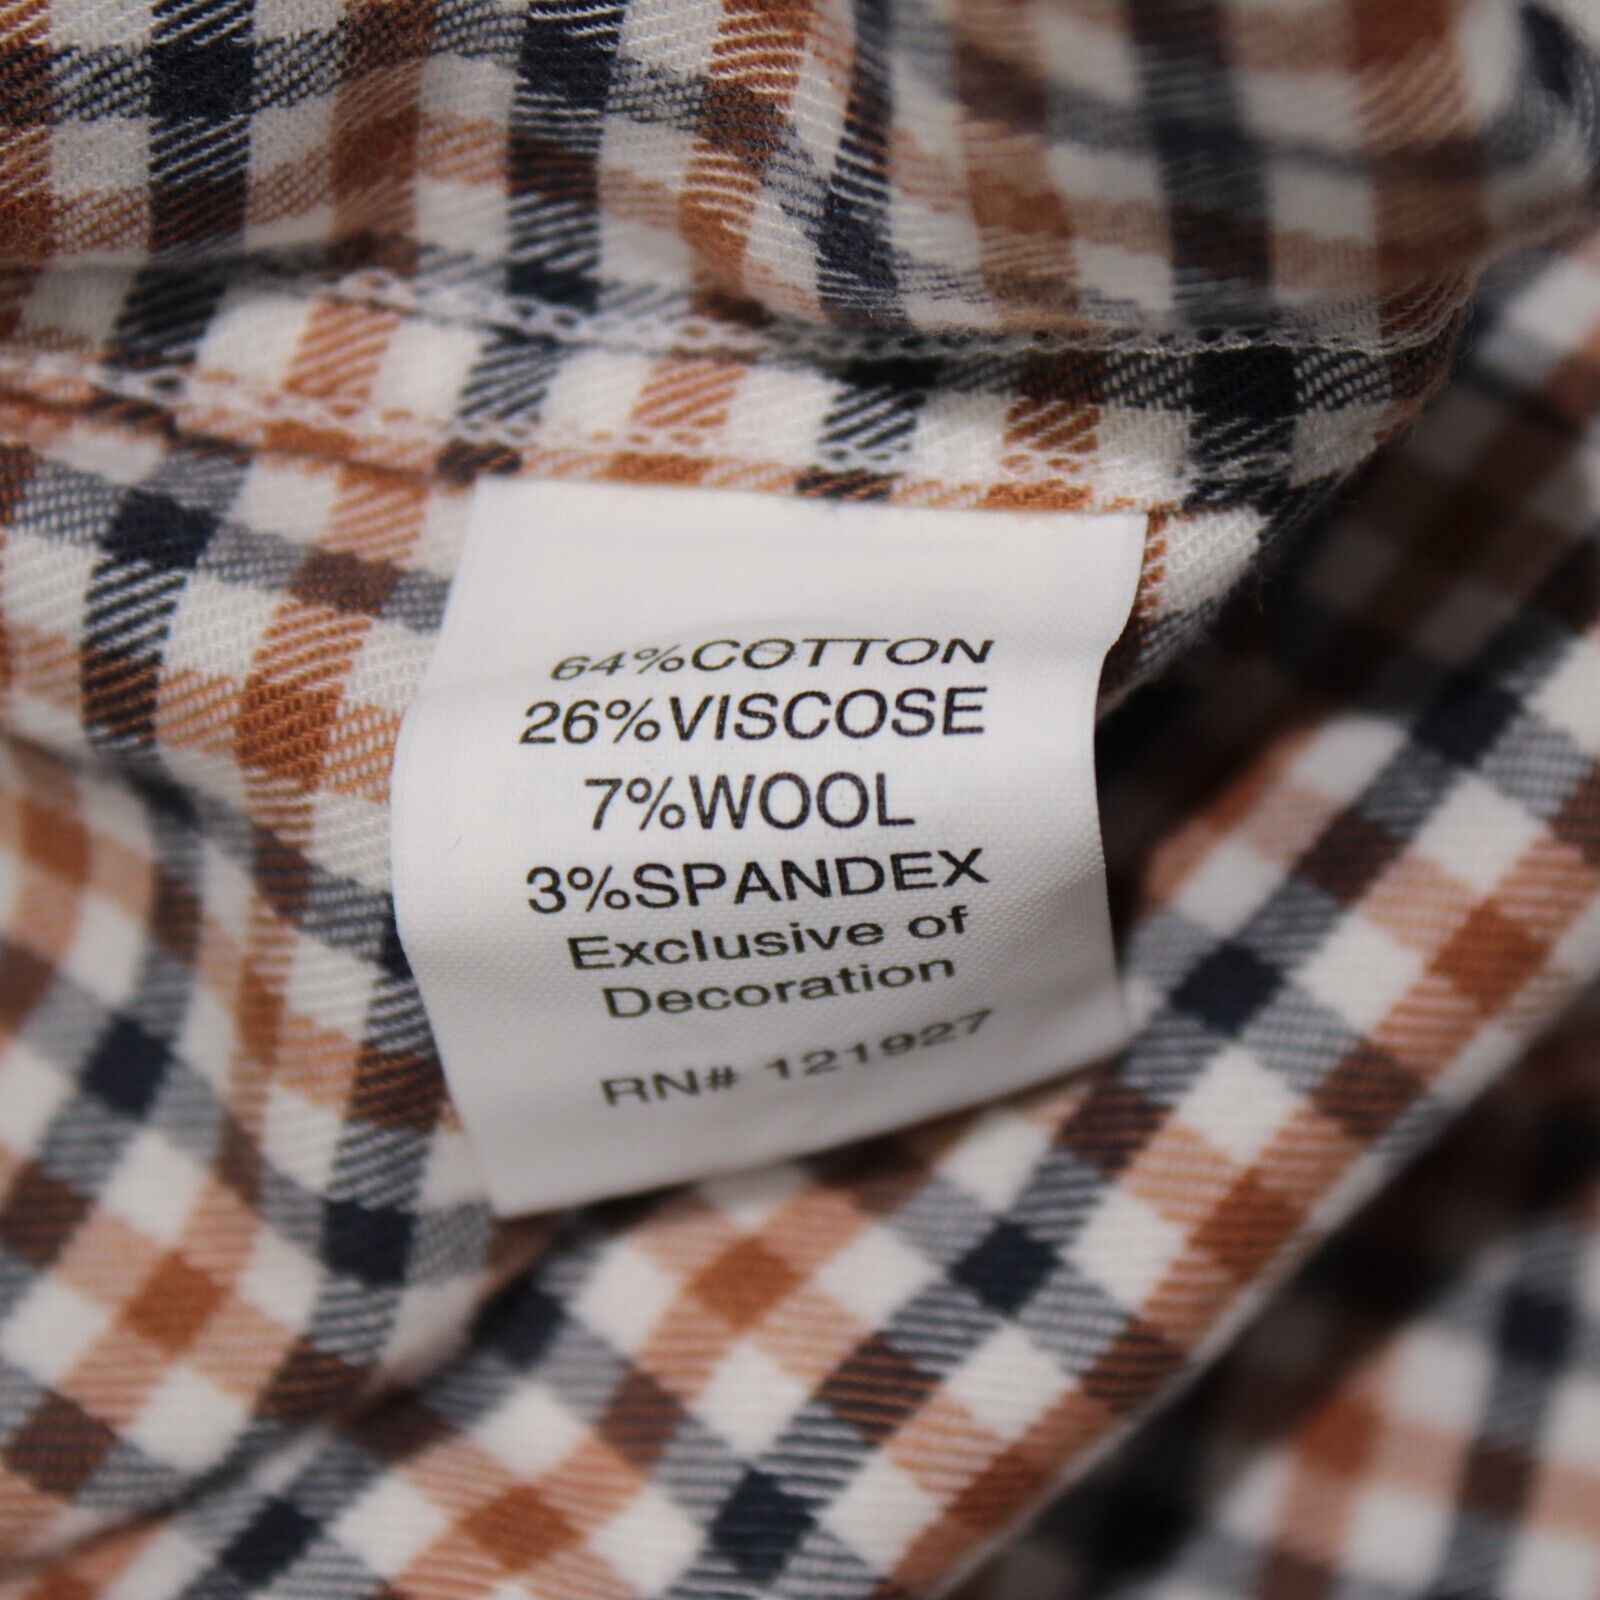 64%COTTON
26%VISCOSE
7%WOOL
3%SPANDEX
Exclusive of
Decoration
RN# 121927